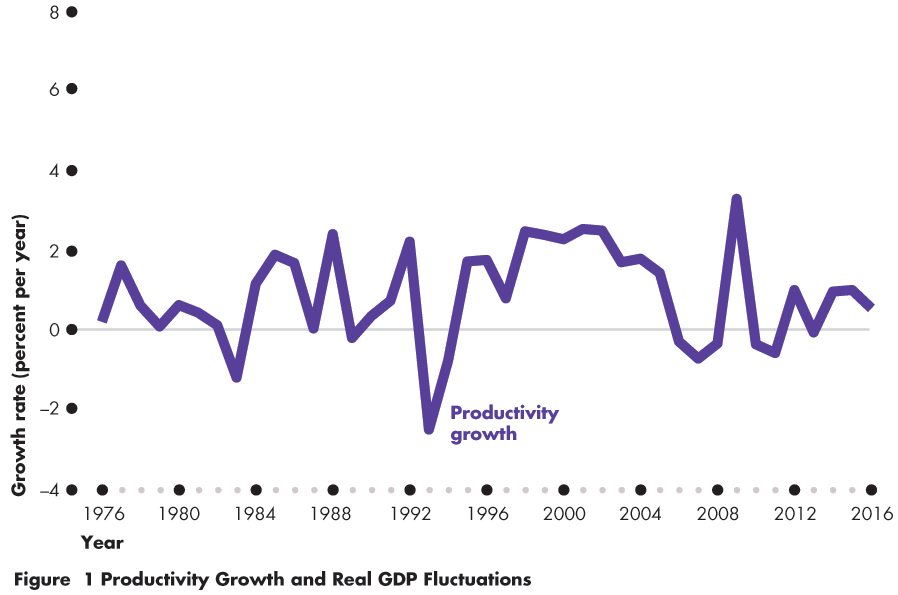 8
6
4
2
0
–2
–4
Growth rate (percent per year)
Productivity
growth
1976 1980 1984 1988 1992 1996 2000 2004 2008 2012 2016
Year
Figure 1 Productivity Growth and Real GDP Fluctuations